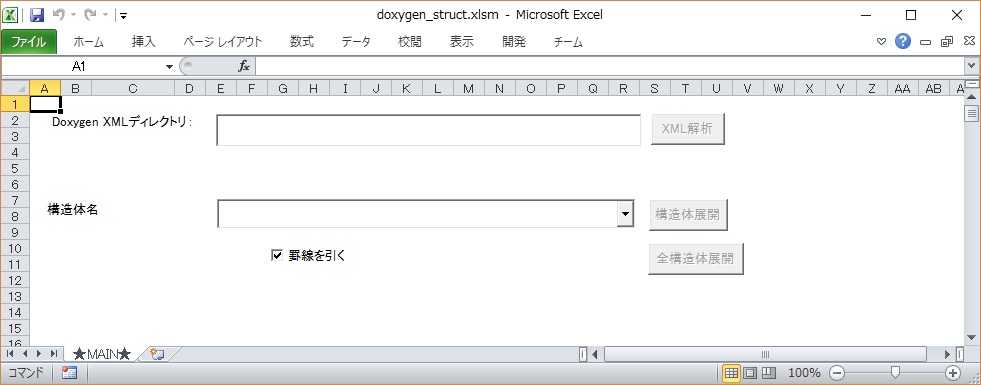 doxygen_struct.xlsm - Microsoft Excel
ファイル ホーム 挿入 ページ レイアウト 数式 データ 校閲 表示 開発 チーム
A1 fx
A B C D E F G H I J K L M N O P Q R S T U V W X Y Z AA AB A
1
2
Doxygen XMLディレクトリ: XML解析
3
4
5
6
7
構造体名 構造体展開
8
9
10
罫線を引く 全構造体展開
11
12
13
14
15
16
★MAIN★
コマンド 100%